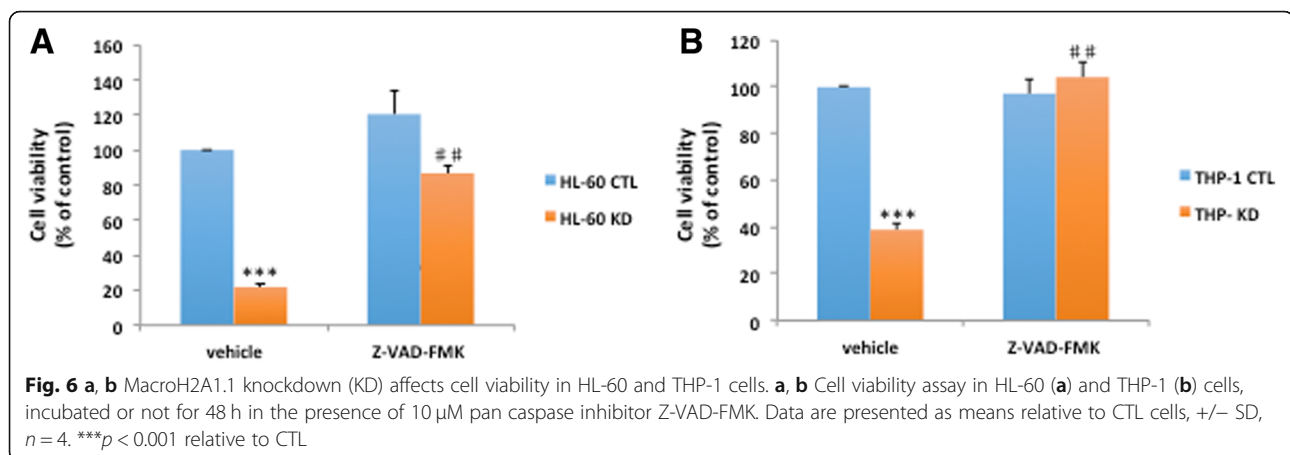 A
160
140
120
100
80
60
40
20
0
Cell viability
(% of control)
***
##
vehicle
Z-VAD-FMK
HL-60 CTL
HL-60 KD
B
120
100
80
60
40
20
0
Cell viability
(% of control)
***
##
vehicle
Z-VAD-FMK
THP-1 CTL
THP- KD
Fig. 6 a, b MacroH2A1.1 knockdown (KD) affects cell viability in HL-60 and THP-1 cells. a, b Cell viability assay in HL-60 (a) and THP-1 (b) cells,
incubated or not for 48 h in the presence of 10 μM pan caspase inhibitor Z-VAD-FMK. Data are presented as means relative to CTL cells, +/− SD,
n = 4. ***p < 0.001 relative to CTL